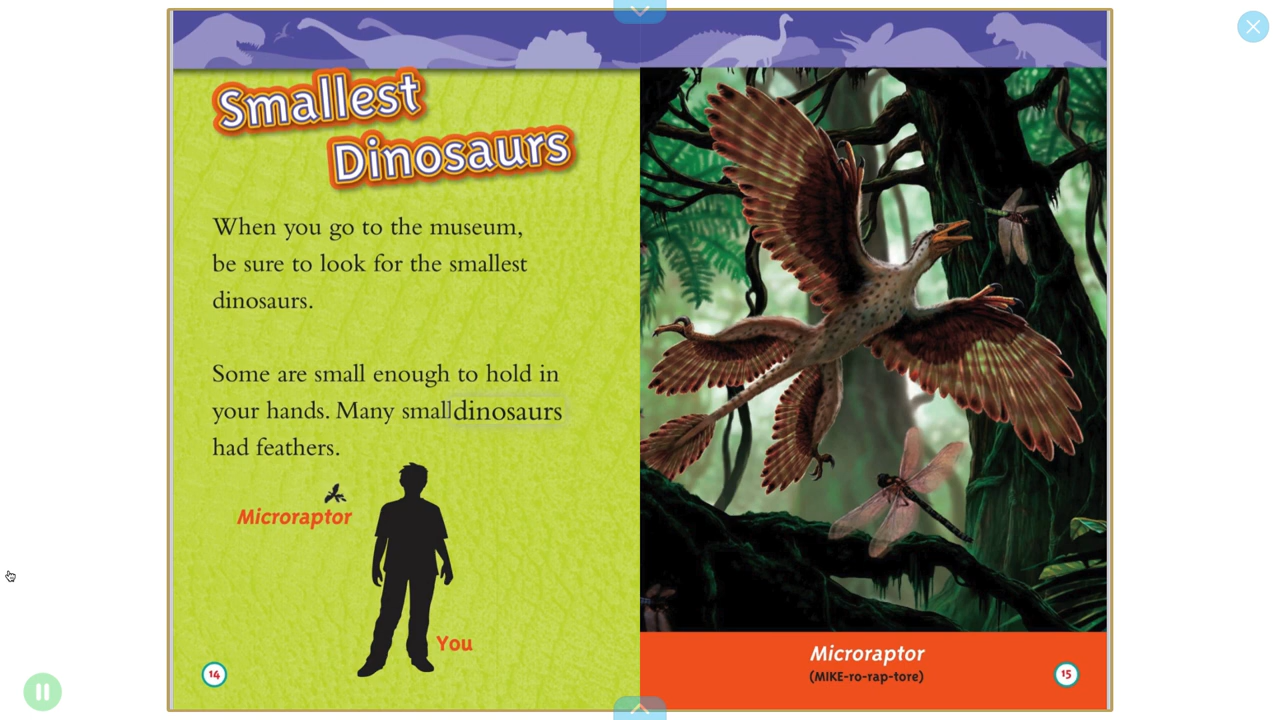 Smallest
Dinosaurs
When you go to the museum,
be sure to look for the smallest
dinosaurs.
Some are small enough to hold in
your hands. Many small dinosaurs
had feathers.
Microraptor
You
14
Microraptor
(MIKE-ro-rap-tore)
15